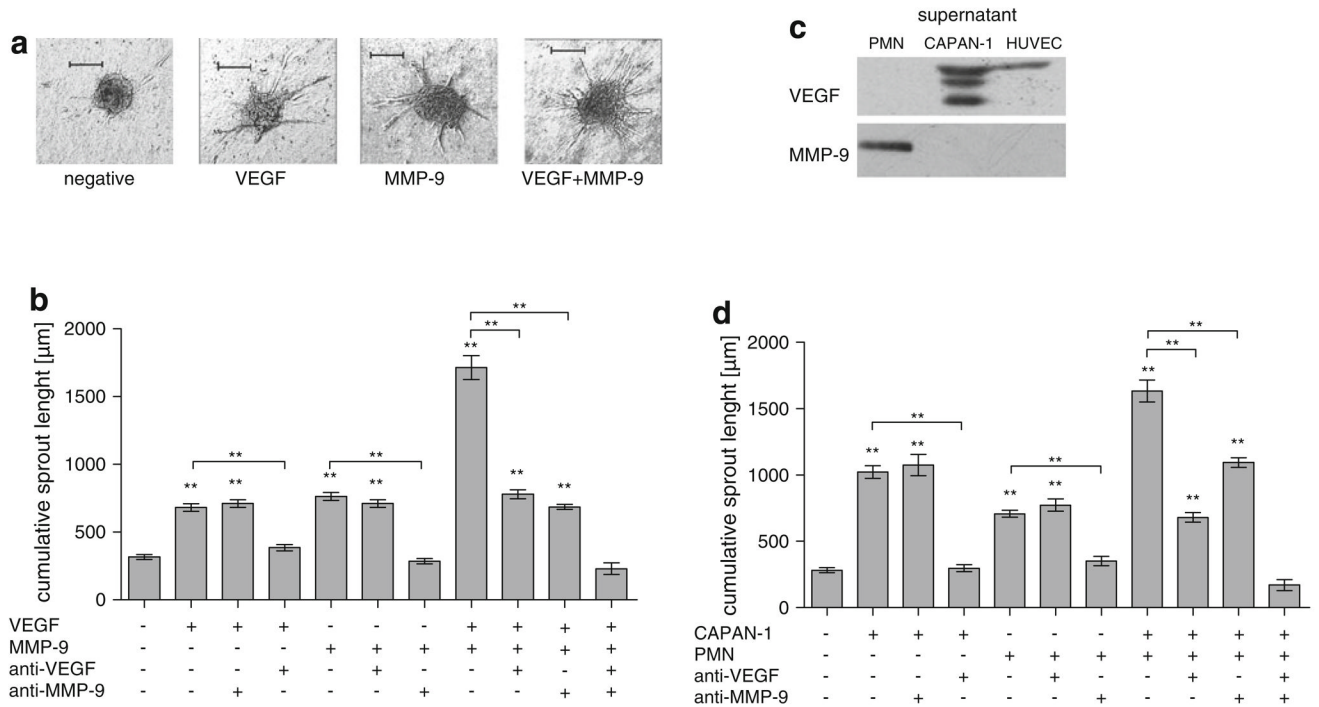 a
negative VEGF MMP-9 VEGF+MMP-9
c
supernatant
PMN CAPAN-1 HUVEC
VEGF
MMP-9
b
cumulative sprout lenght [µm]
2000
1500
1000
500
0
** ** ** ** ** ** ** ** ** ** ** **
VEGF - + + + - - - + + + +
MMP-9 - - - - + + + + + + +
anti-VEGF - - - + - + - - + - +
anti-MMP-9 - - + - - - + - - + +
d
cumulative sprout lenght [µm]
2000
1500
1000
500
0
** ** ** ** ** ** ** ** ** ** **
CAPAN-1 - + + + - - - + + + +
PMN - - - - + + + + + + +
anti-VEGF - - - + - + - - + - +
anti-MMP-9 - - + - - - + - - + +